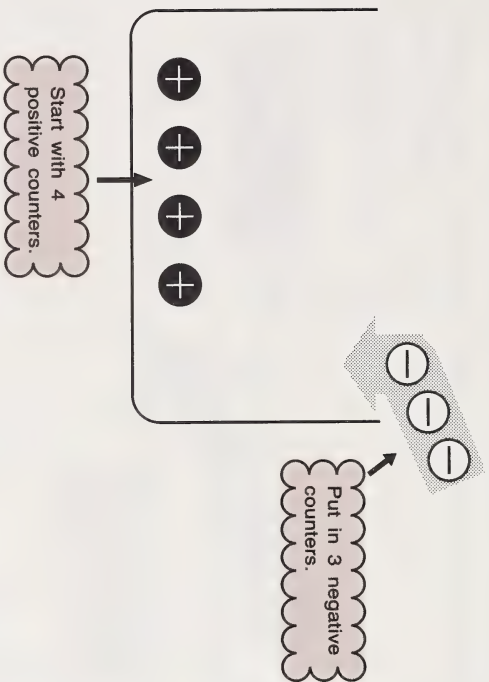 Start with 4
positive counters.
Put in 3 negative
counters.